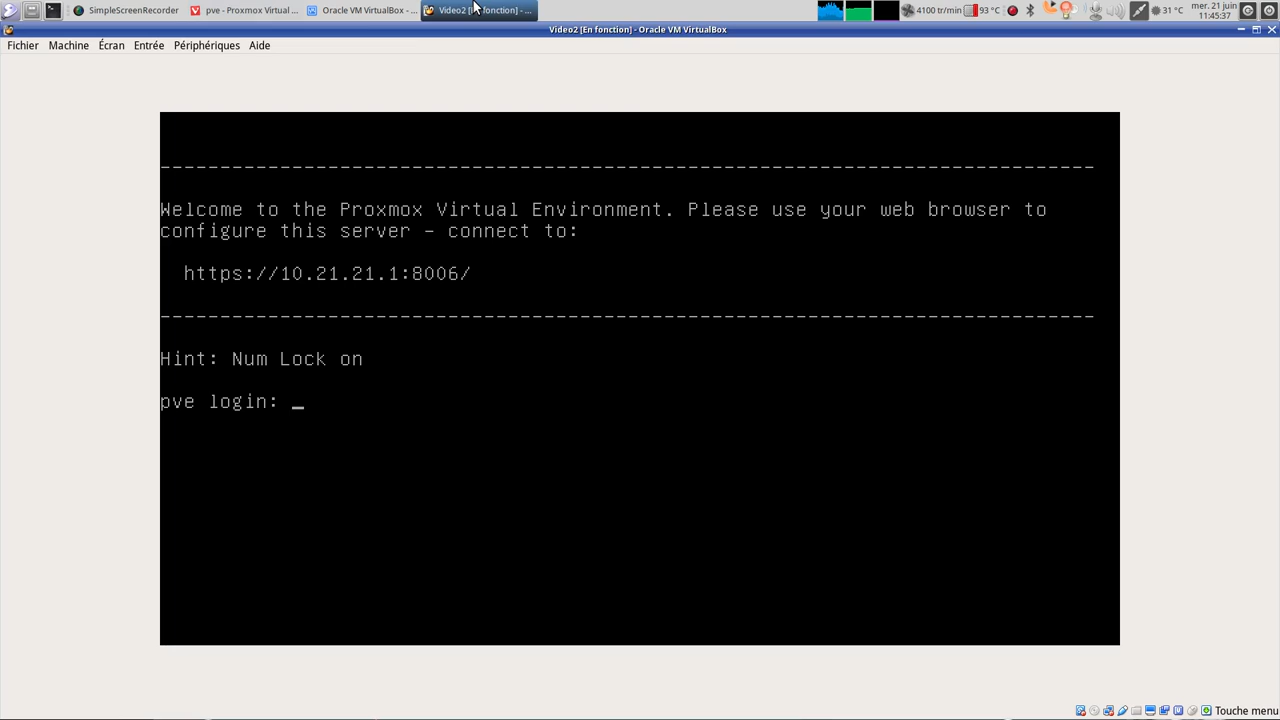 SimpleScreenRecorder
pve - Proxmox Virtual ...
Oracle VM VirtualBox - ...
Video2 [En fonction] - ...
4100 tr/min
93 °C
31 °C
mer. 21 juin
11:45:37
Video2 [En fonction] - Oracle VM VirtualBox
Fichier Machine Écran Entrée Périphériques Aide
------------------------------------------------------------------------------
Welcome to the Proxmox Virtual Environment. Please use your web browser to
configure this server - connect to:
https://10.21.21.1:8006/
------------------------------------------------------------------------------
Hint: Num Lock on
pve login: _
Touche menu